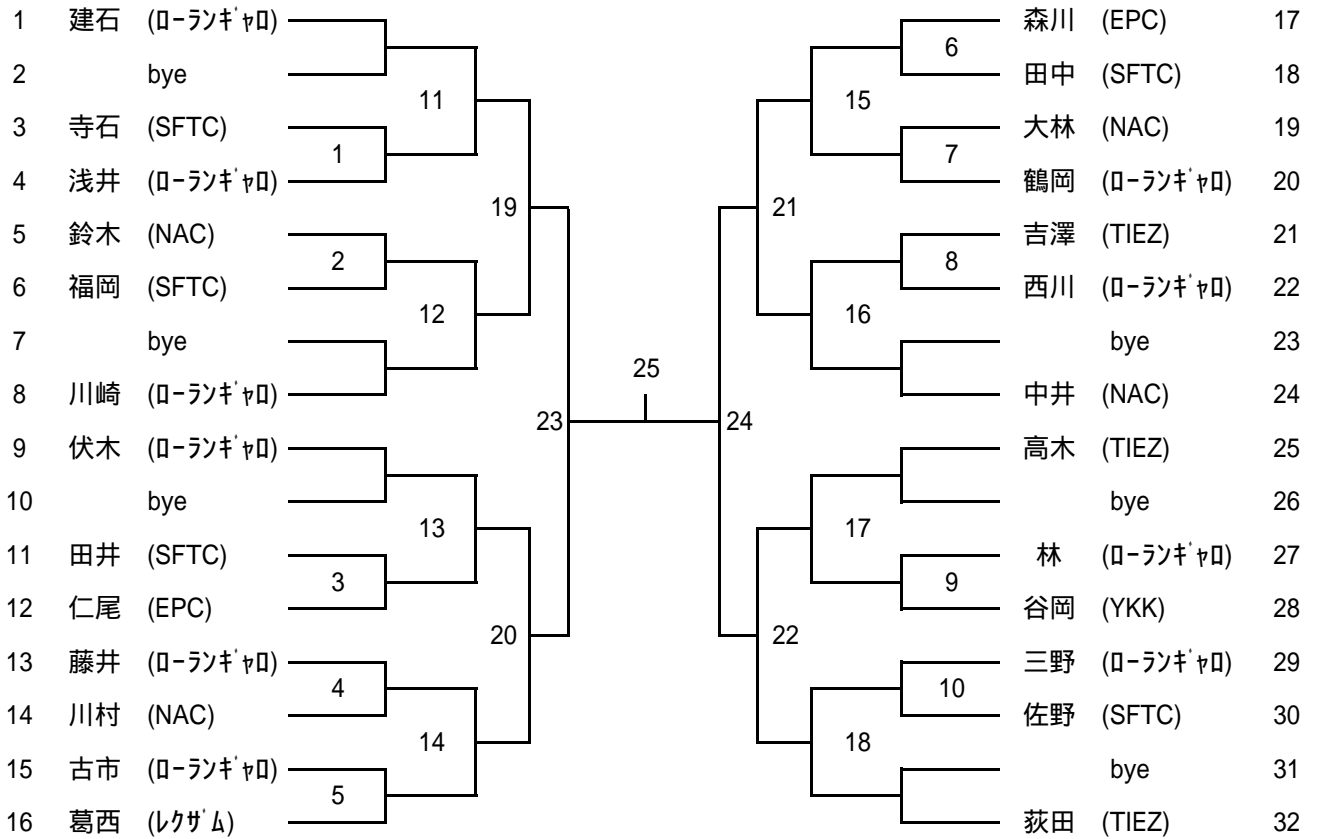 1 建石 (ﾛｰﾗﾝｷﾞｬﾛ)
2 bye
3 寺石 (SFTC)
4 浅井 (ﾛｰﾗﾝｷﾞｬﾛ)
5 鈴木 (NAC)
6 福岡 (SFTC)
7 bye
8 川崎 (ﾛｰﾗﾝｷﾞｬﾛ)
9 伏木 (ﾛｰﾗﾝｷﾞｬﾛ)
10 bye
11 田井 (SFTC)
12 仁尾 (EPC)
13 藤井 (ﾛｰﾗﾝｷﾞｬﾛ)
14 川村 (NAC)
15 古市 (ﾛｰﾗﾝｷﾞｬﾛ)
16 葛西 (ﾚｸｻﾞﾑ)
1
2
3
4
5
11
12
13
14
19
20
23
25
24
21
22
15
16
17
18
6
7
8
9
10
森川 (EPC) 17
田中 (SFTC) 18
大林 (NAC) 19
鶴岡 (ﾛｰﾗﾝｷﾞｬﾛ) 20
吉澤 (TIEZ) 21
西川 (ﾛｰﾗﾝｷﾞｬﾛ) 22
bye 23
中井 (NAC) 24
高木 (TIEZ) 25
bye 26
林 (ﾛｰﾗﾝｷﾞｬﾛ) 27
谷岡 (YKK) 28
三野 (ﾛｰﾗﾝｷﾞｬﾛ) 29
佐野 (SFTC) 30
bye 31
荻田 (TIEZ) 32